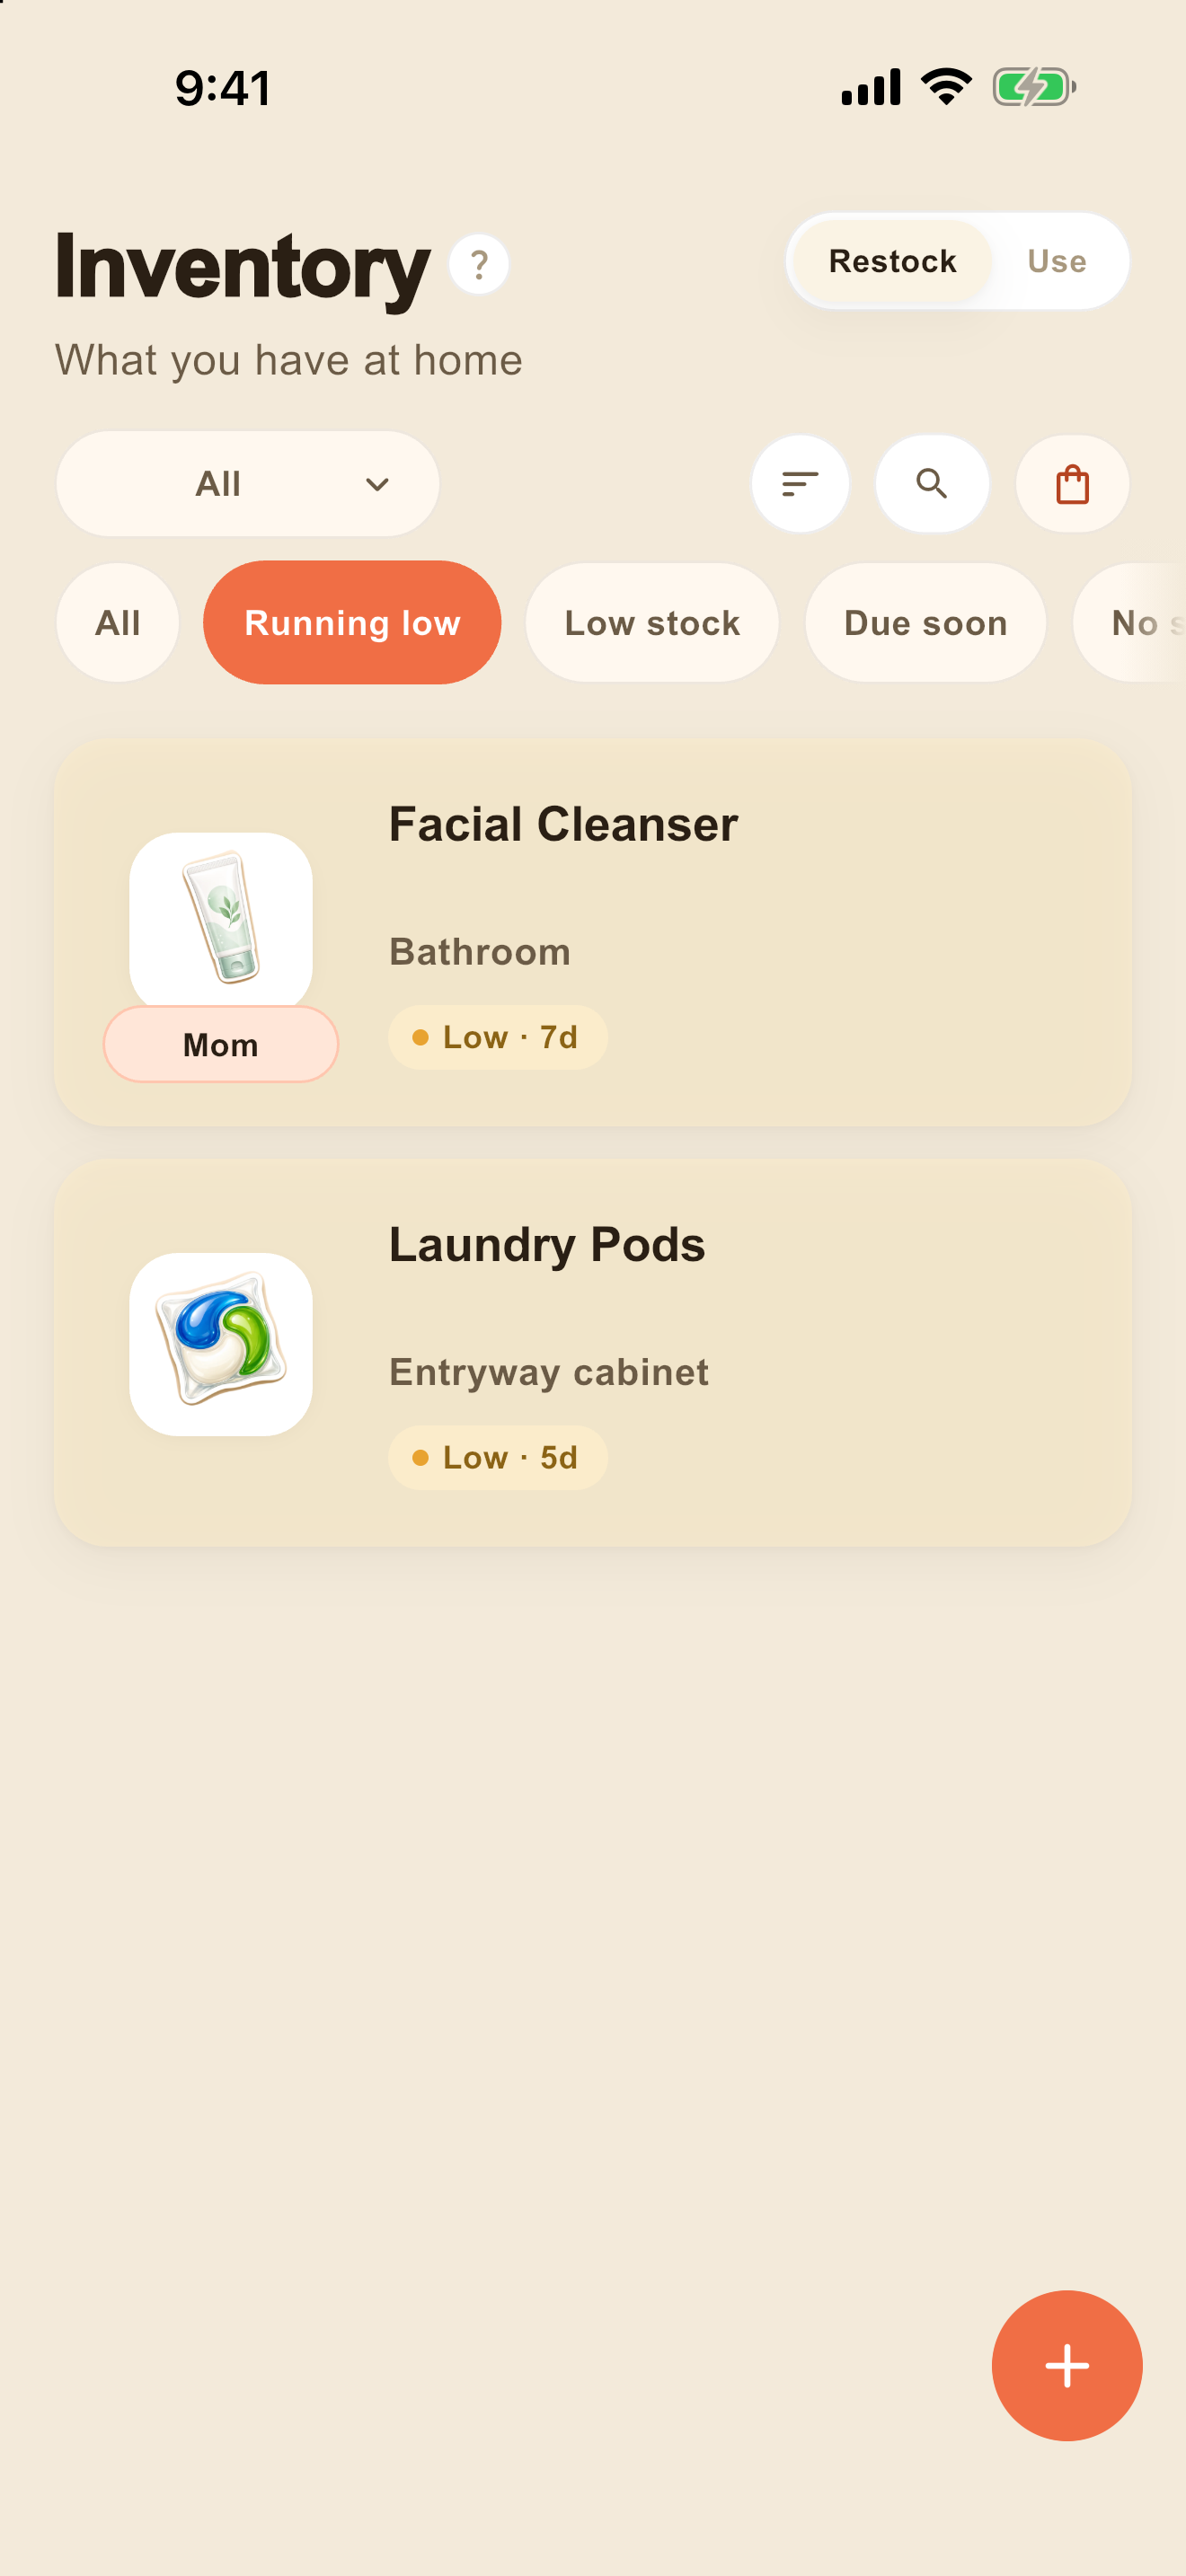 9:41
Inventory ?
Restock Use
What you have at home
All
All Running low Low stock Due soon No
Facial Cleanser
Bathroom
Mom
Low · 7d
Laundry Pods
Entryway cabinet
Low · 5d